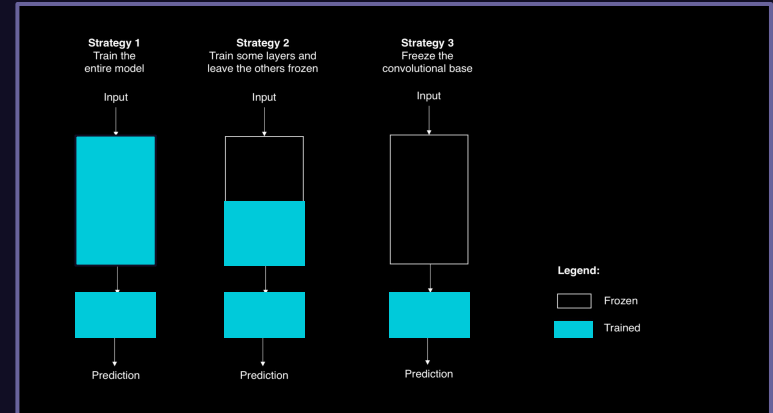 Strategy 1
Train the
entire model
Input
Prediction
Strategy 2
Train some layers and
leave the others frozen
Input
Prediction
Strategy 3
Freeze the
convolutional base
Input
Prediction
Legend:
Frozen
Trained